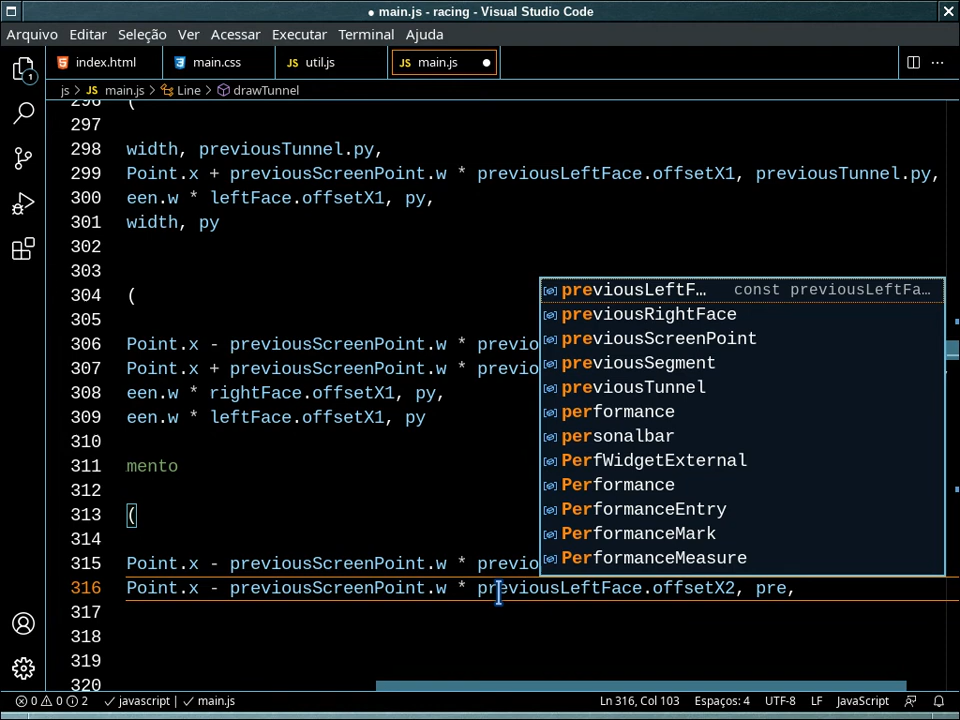 ● main.js - racing - Visual Studio Code
Arquivo Editar Seleção Ver Acessar Executar Terminal Ajuda
index.html main.css JS util.js JS main.js ●
js > JS main.js > Line > drawTunnel
296 (
297
298 width, previousTunnel.py,
299 Point.x + previousScreenPoint.w * previousLeftFace.offsetX1, previousTunnel.py,
300 een.w * leftFace.offsetX1, py,
301 width, py
302
303
304 (
305
306 Point.x - previousScreenPoint.w * previo
307 Point.x + previousScreenPoint.w * previo
308 een.w * rightFace.offsetX1, py,
309 een.w * leftFace.offsetX1, py
310
311 mento
312
313 (
314
315 Point.x - previousScreenPoint.w * previo
316 Point.x - previousScreenPoint.w * previousLeftFace.offsetX2, pre,
317
318
319
320
previousLeftF… const previousLeftFa…
previousRightFace
previousScreenPoint
previousSegment
previousTunnel
performance
personalbar
PerfWidgetExternal
Performance
PerformanceEntry
PerformanceMark
PerformanceMeasure
1
0 0 2 ✓ javascript | ✓ main.js Ln 316, Col 103 Espaços: 4 UTF-8 LF JavaScript